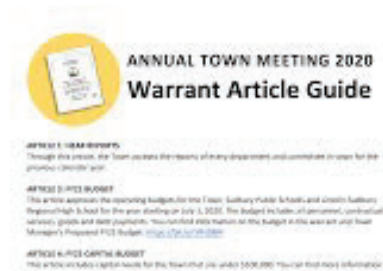 ANNUAL TOWN MEETING 2020
Warrant Article Guide
ARTICLE 1: HEAR REPORTS
Through this article, the Town accepts the reports of every department and committee in town for the
previous calendar year.
ARTICLE 3: FY21 BUDGET
This article approves the operating budgets for the Town, Sudbury Public Schools and Lincoln Sudbury
Regional High School for the year starting on July 1, 2020. The budget includes all personnel, contractual
services, goods and debt payments. You can find information on the budget in the warrant and Town
Manager's Proposed FY21 Budget.
ARTICLE 4: FY21 CAPITAL BUDGET
This article includes capital needs for the Town that are under $100,000. You can find more information